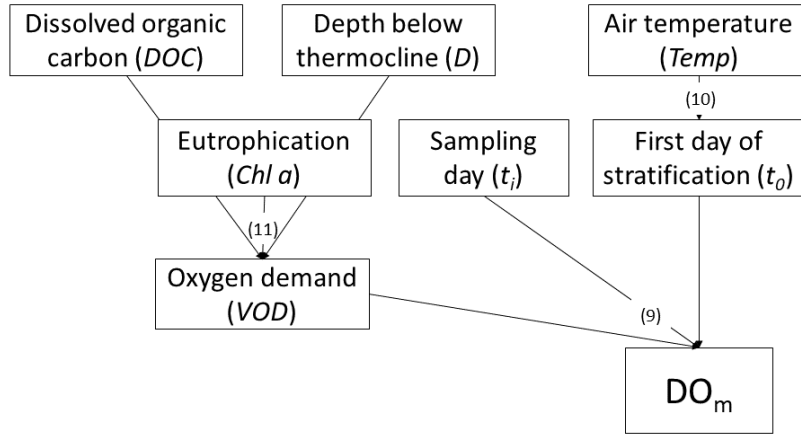 Dissolved organic
carbon (DOC)
Depth below
thermocline (D)
Air temperature
(Temp)
(10)
Eutrophication
(Chl a)
Sampling
day (tᵢ)
First day of
stratification (t₀)
(11)
Oxygen demand
(VOD)
(9)
DOₘ